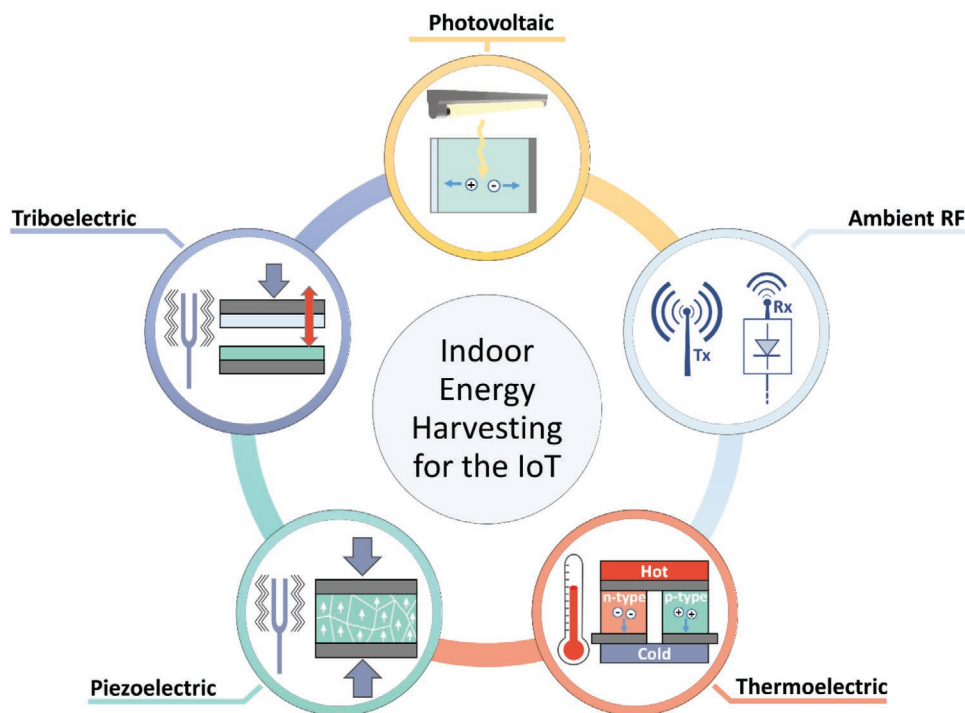 Photovoltaic
Triboelectric
Ambient RF
Tx
Rx
Indoor
Energy
Harvesting
for the IoT
Hot
n-type
p-type
Cold
Piezoelectric
Thermoelectric